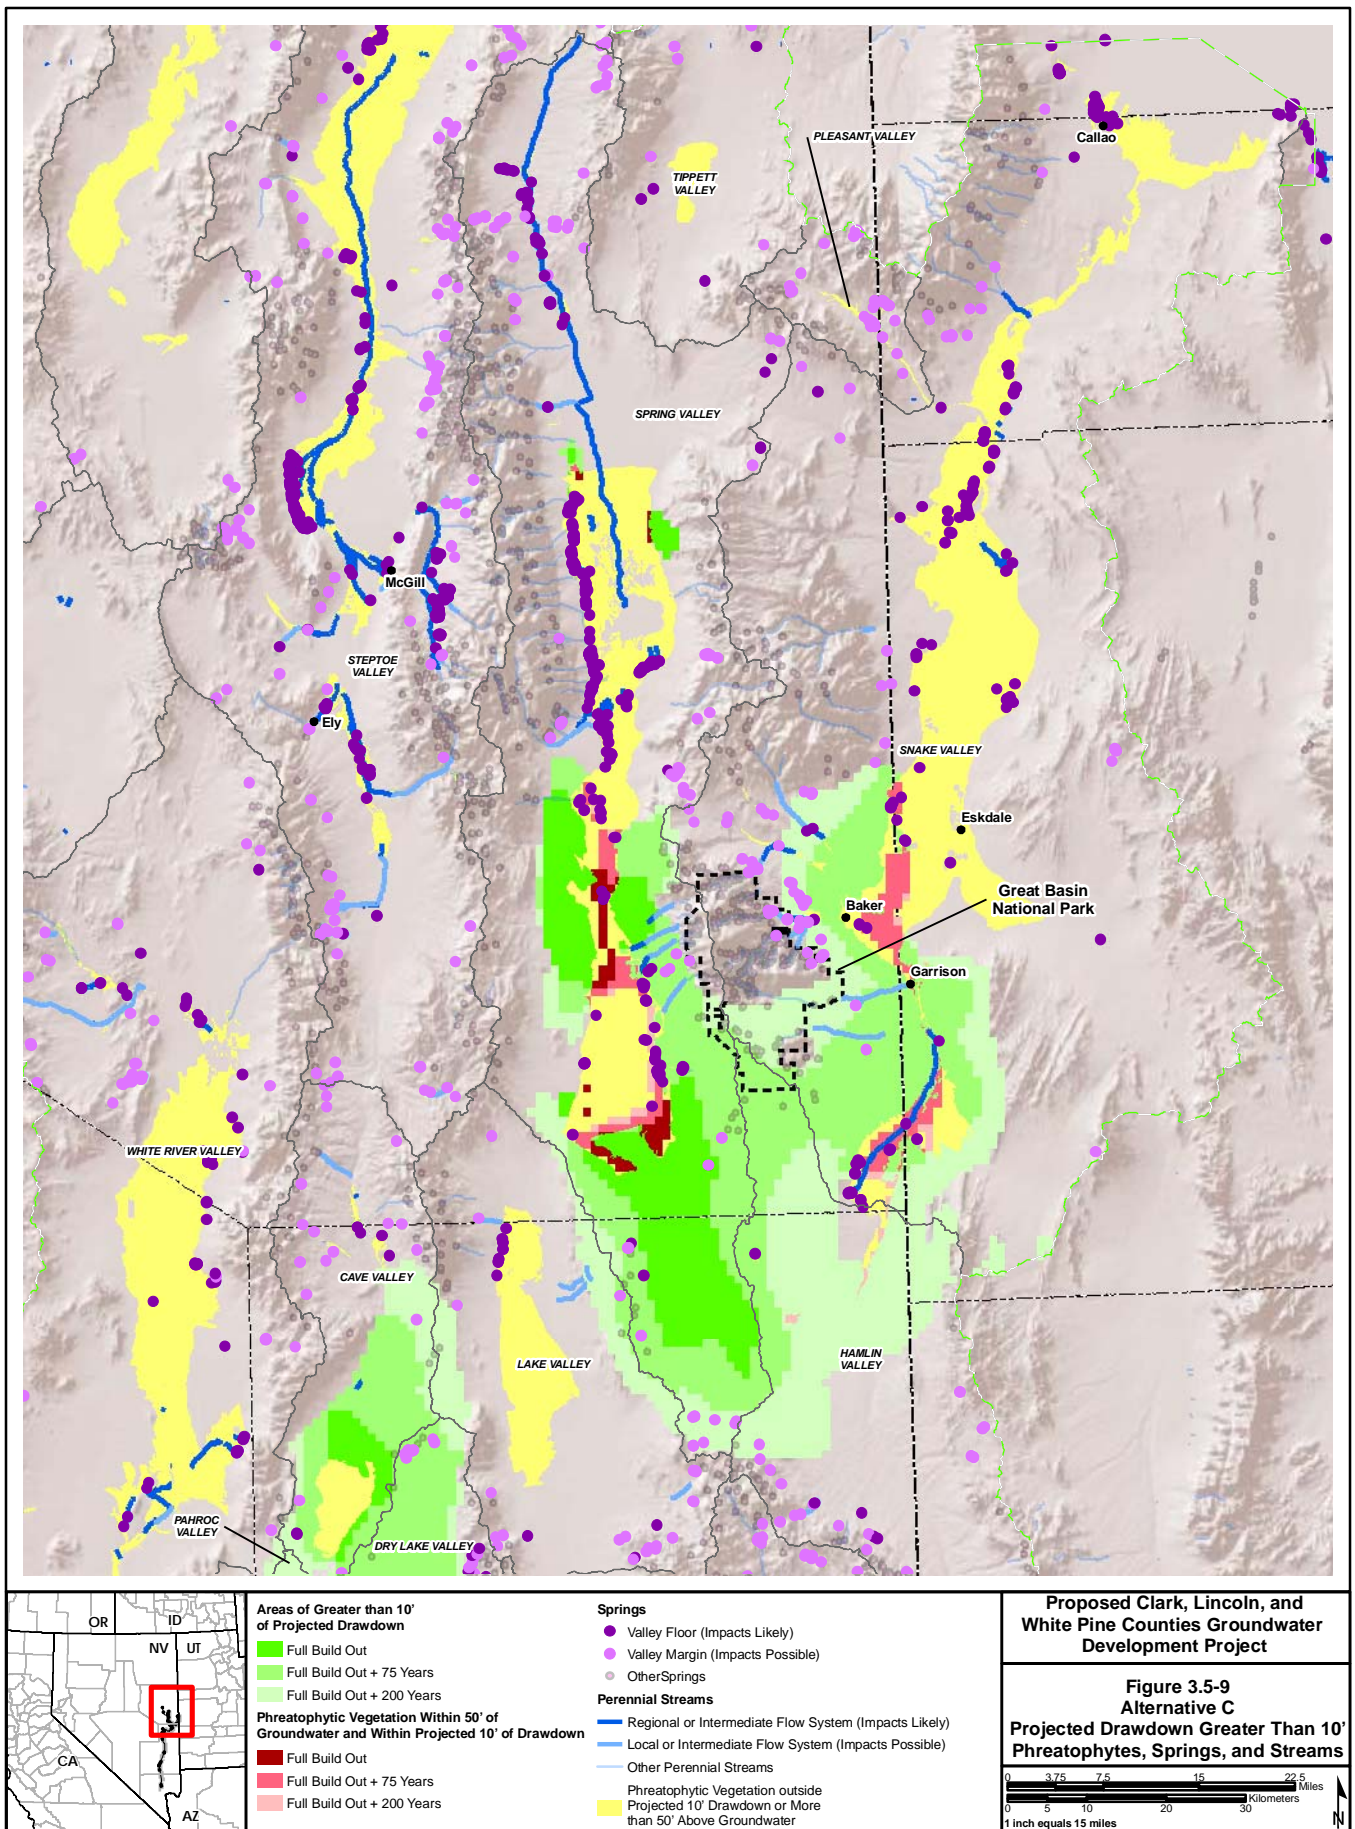 PLEASANT VALLEY
Callao
TIPPETT
VALLEY
SPRING VALLEY
McGill
STEPTOE
VALLEY
Ely
SNAKE VALLEY
Eskdale
Great Basin
National Park
Baker
Garrison
WHITE RIVER VALLEY
CAVE VALLEY
LAKE VALLEY
HAMLIN
VALLEY
PAHROC
VALLEY
DRY LAKE VALLEY
OR
ID
NV
UT
CA
AZ
Areas of Greater than 10'
of Projected Drawdown
Full Build Out
Full Build Out + 75 Years
Full Build Out + 200 Years
Phreatophytic Vegetation Within 50' of
Groundwater and Within Projected 10' of Drawdown
Full Build Out
Full Build Out + 75 Years
Full Build Out + 200 Years
Springs
Valley Floor (Impacts Likely)
Valley Margin (Impacts Possible)
OtherSprings
Perennial Streams
Regional or Intermediate Flow System (Impacts Likely)
Local or Intermediate Flow System (Impacts Possible)
Other Perennial Streams
Phreatophytic Vegetation outside
Projected 10' Drawdown or More
than 50' Above Groundwater
Proposed Clark, Lincoln, and
White Pine Counties Groundwater
Development Project
Figure 3.5-9
Alternative C
Projected Drawdown Greater Than 10'
Phreatophytes, Springs, and Streams
0 3.75 7.5 15 22.5
Miles
Kilometers
0 5 10 20 30
1 inch equals 15 miles
N